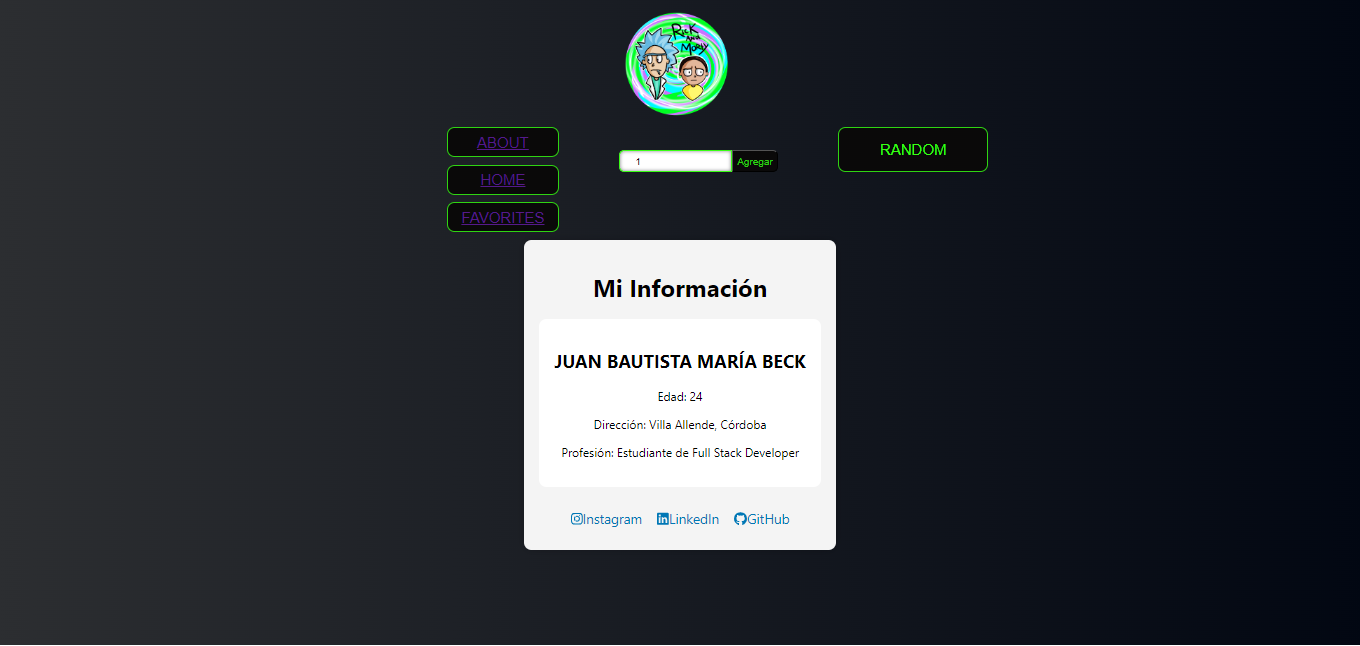 RICK
AND
MORTY
ABOUT
1
Agregar
RANDOM
HOME
FAVORITES
Mi Información
JUAN BAUTISTA MARÍA BECK
Edad: 24
Dirección: Villa Allende, Córdoba
Profesión: Estudiante de Full Stack Developer
Instagram LinkedIn GitHub